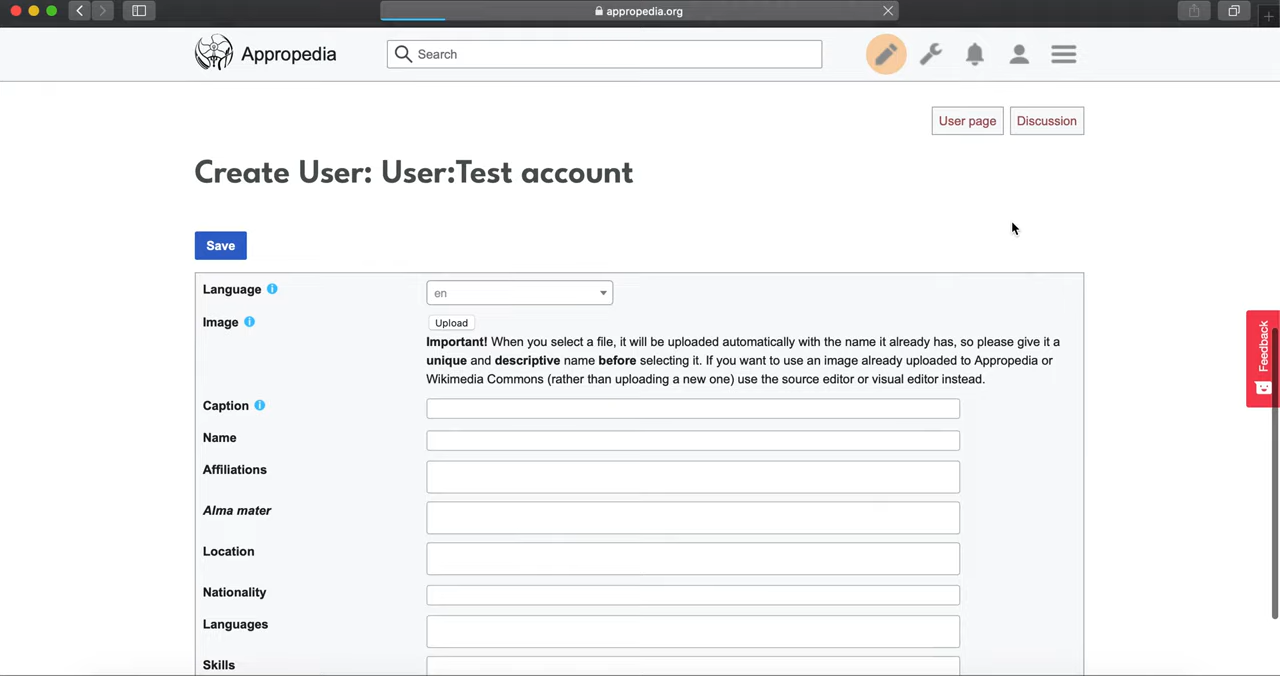 appropedia.org
Appropedia
Search
User page
Discussion
Create User: User:Test account
Save
Language
en
Image
Upload
Important! When you select a file, it will be uploaded automatically with the name it already has, so please give it a
unique and descriptive name before selecting it. If you want to use an image already uploaded to Appropedia or
Wikimedia Commons (rather than uploading a new one) use the source editor or visual editor instead.
Caption
Name
Affiliations
Alma mater
Location
Nationality
Languages
Skills
Feedback